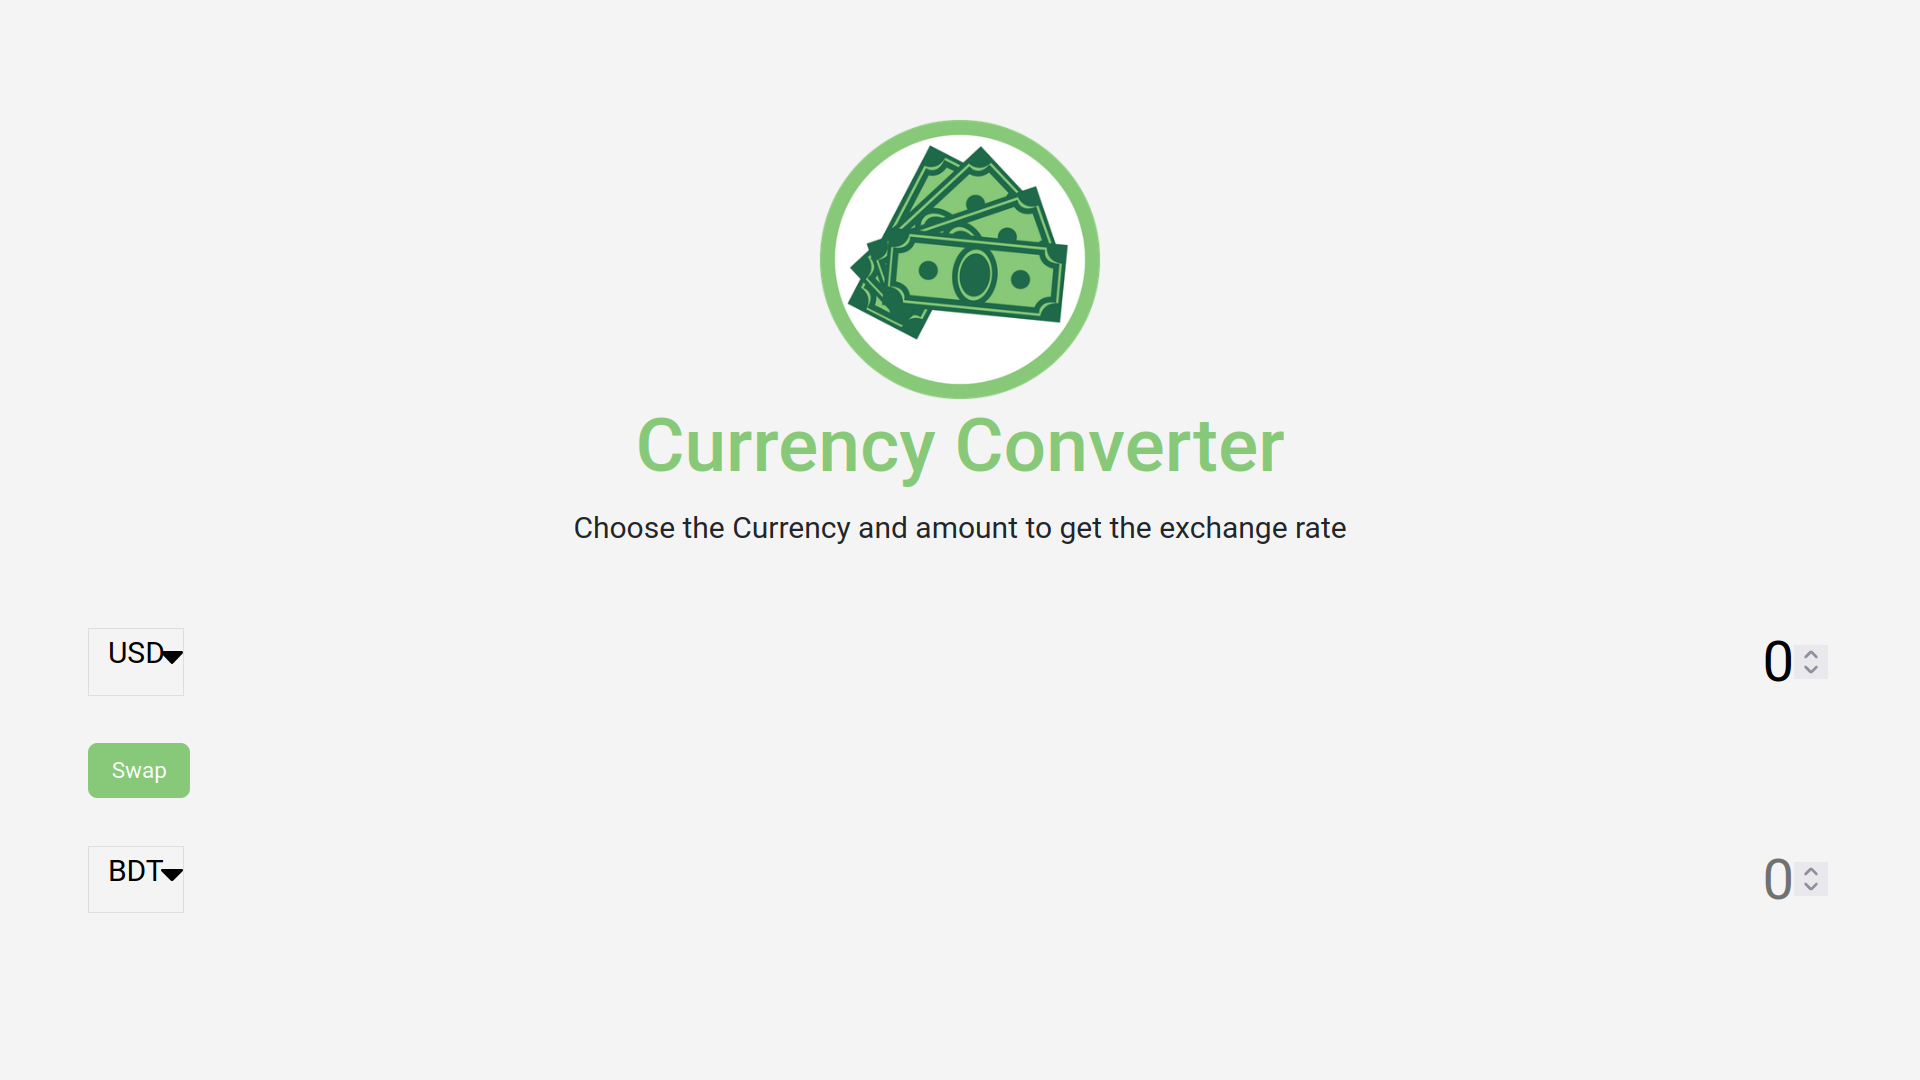 Currency Converter
Choose the Currency and amount to get the exchange rate
USD 0
Swap
BDT 0